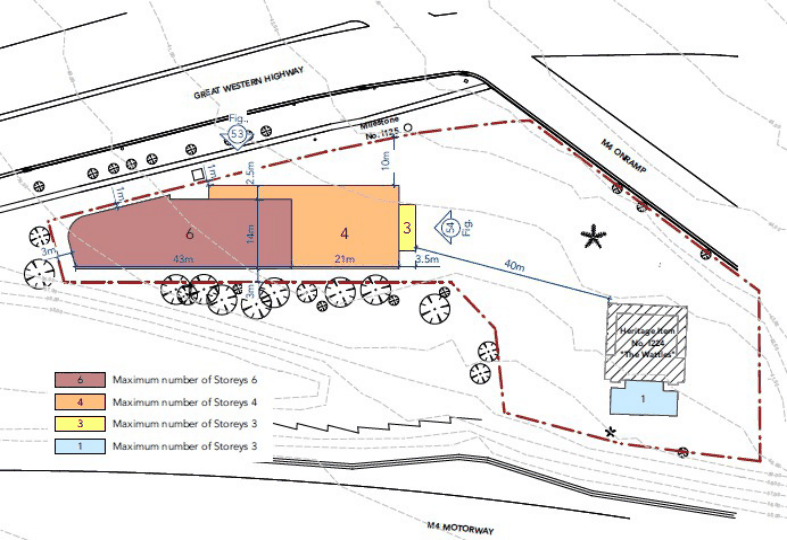 M4
GREAT WESTERN HIGHWAY
Fig.
53
Milestone
No. I125
M4 ONRAMP
1m
1m
2.5m
10m
6
14m
4
3
54
Fig.
3m
43m
21m
3.5m
40m
3m
Heritage Item
No. I224
"The Wattles"
1
6 Maximum number of Storeys 6
4 Maximum number of Storeys 4
3 Maximum number of Storeys 3
1 Maximum number of Storeys 3
M4 MOTORWAY